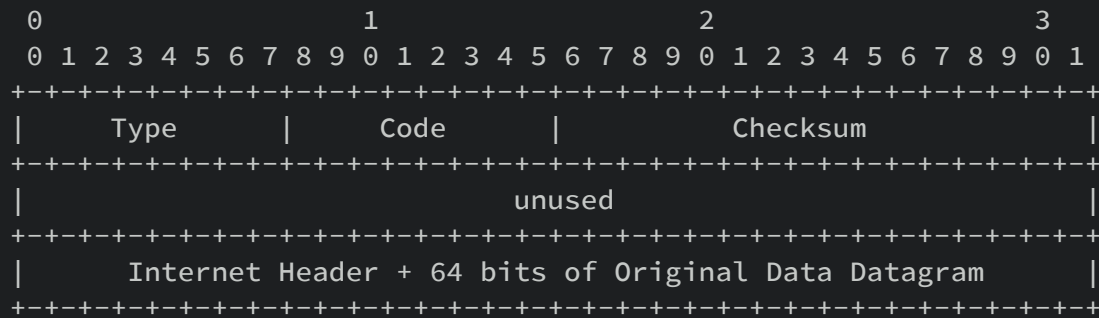 0                   1                   2                   3
 0 1 2 3 4 5 6 7 8 9 0 1 2 3 4 5 6 7 8 9 0 1 2 3 4 5 6 7 8 9 0 1
+-+-+-+-+-+-+-+-+-+-+-+-+-+-+-+-+-+-+-+-+-+-+-+-+-+-+-+-+-+-+-+-+
|     Type      |     Code      |          Checksum             |
+-+-+-+-+-+-+-+-+-+-+-+-+-+-+-+-+-+-+-+-+-+-+-+-+-+-+-+-+-+-+-+-+
|                             unused                            |
+-+-+-+-+-+-+-+-+-+-+-+-+-+-+-+-+-+-+-+-+-+-+-+-+-+-+-+-+-+-+-+-+
|      Internet Header + 64 bits of Original Data Datagram      |
+-+-+-+-+-+-+-+-+-+-+-+-+-+-+-+-+-+-+-+-+-+-+-+-+-+-+-+-+-+-+-+-+